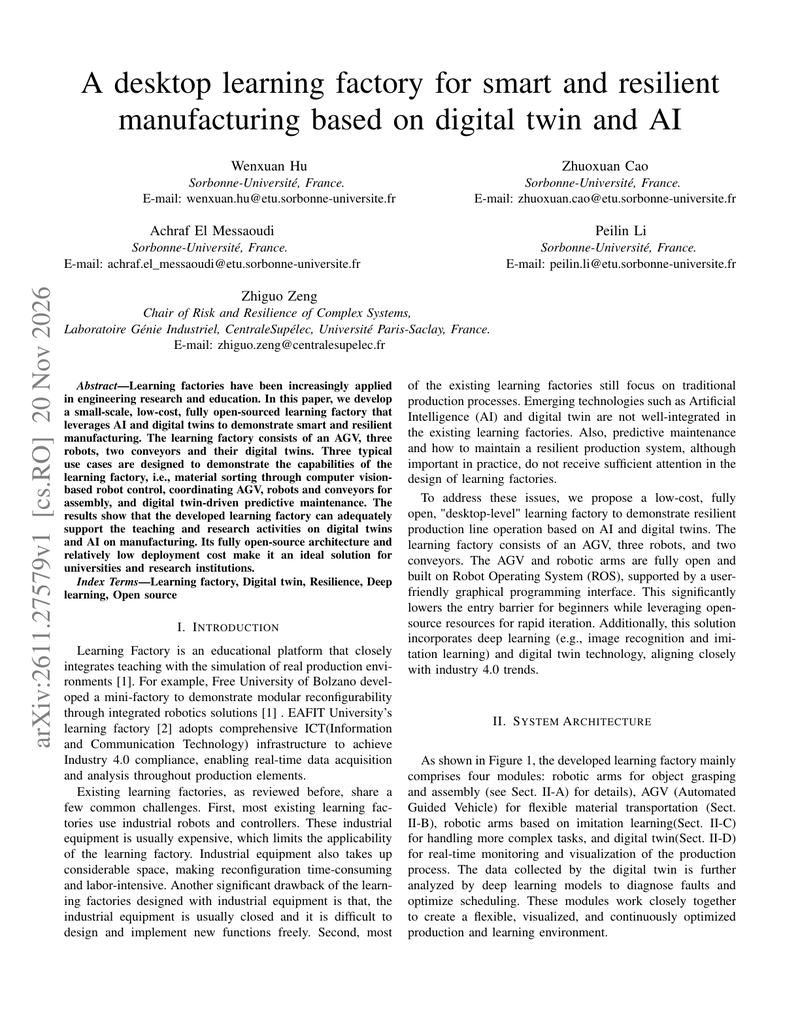 A desktop learning factory for smart and resilient
manufacturing based on digital twin and AI
Wenxuan Hu
Sorbonne-Université, France.
E-mail: wenxuan.hu@etu.sorbonne-universite.fr
Zhuoxuan Cao
Sorbonne-Université, France.
E-mail: zhuoxuan.cao@etu.sorbonne-universite.fr
Achraf El Messaoudi
Sorbonne-Université, France.
E-mail: achraf.el_messaoudi@etu.sorbonne-universite.fr
Peilin Li
Sorbonne-Université, France.
E-mail: peilin.li@etu.sorbonne-universite.fr
Zhiguo Zeng
Chair of Risk and Resilience of Complex Systems,
Laboratoire Génie Industriel, CentraleSupélec, Université Paris-Saclay, France.
E-mail: zhiguo.zeng@centralesupelec.fr
arXiv:2611.27579v1 [cs.RO] 20 Nov 2026
Abstract—Learning factories have been increasingly applied
in engineering research and education. In this paper, we develop
a small-scale, low-cost, fully open-sourced learning factory that
leverages AI and digital twins to demonstrate smart and resilient
manufacturing. The learning factory consists of an AGV, three
robots, two conveyors and their digital twins. Three typical
use cases are designed to demonstrate the capabilities of the
learning factory, i.e., material sorting through computer vision-
based robot control, coordinating AGV, robots and conveyors for
assembly, and digital twin-driven predictive maintenance. The
results show that the developed learning factory can adequately
support the teaching and research activities on digital twins
and AI on manufacturing. Its fully open-source architecture and
relatively low deployment cost make it an ideal solution for
universities and research institutions.
Index Terms—Learning factory, Digital twin, Resilience, Deep
learning, Open source
I. INTRODUCTION
Learning Factory is an educational platform that closely
integrates teaching with the simulation of real production envi-
ronments [1]. For example, Free University of Bolzano devel-
oped a mini-factory to demonstrate modular reconfigurability
through integrated robotics solutions [1] . EAFIT University's
learning factory [2] adopts comprehensive ICT(Information
and Communication Technology) infrastructure to achieve
Industry 4.0 compliance, enabling real-time data acquisition
and analysis throughout production elements.
Existing learning factories, as reviewed before, share a
few common challenges. First, most existing learning fac-
tories use industrial robots and controllers. These industrial
equipment is usually expensive, which limits the applicability
of the learning factory. Industrial equipment also takes up
considerable space, making reconfiguration time-consuming
and labor-intensive. Another significant drawback of the learn-
ing factories designed with industrial equipment is that, the
industrial equipment is usually closed and it is difficult to
design and implement new functions freely. Second, most
of the existing learning factories still focus on traditional
production processes. Emerging technologies such as Artificial
Intelligence (AI) and digital twin are not well-integrated in
the existing learning factories. Also, predictive maintenance
and how to maintain a resilient production system, although
important in practice, do not receive sufficient attention in the
design of learning factories.
To address these issues, we propose a low-cost, fully
open, "desktop-level" learning factory to demonstrate resilient
production line operation based on AI and digital twins. The
learning factory consists of an AGV, three robots, and two
conveyors. The AGV and robotic arms are fully open and
built on Robot Operating System (ROS), supported by a user-
friendly graphical programming interface. This significantly
lowers the entry barrier for beginners while leveraging open-
source resources for rapid iteration. Additionally, this solution
incorporates deep learning (e.g., image recognition and imi-
tation learning) and digital twin technology, aligning closely
with industry 4.0 trends.
II. SYSTEM ARCHITECTURE
As shown in Figure 1, the developed learning factory mainly
comprises four modules: robotic arms for object grasping
and assembly (see Sect. II-A) for details), AGV (Automated
Guided Vehicle) for flexible material transportation (Sect.
II-B), robotic arms based on imitation learning(Sect. II-C)
for handling more complex tasks, and digital twin(Sect. II-D)
for real-time monitoring and visualization of the production
process. The data collected by the digital twin is further
analyzed by deep learning models to diagnose faults and
optimize scheduling. These modules work closely together
to create a flexible, visualized, and continuously optimized
production and learning environment.